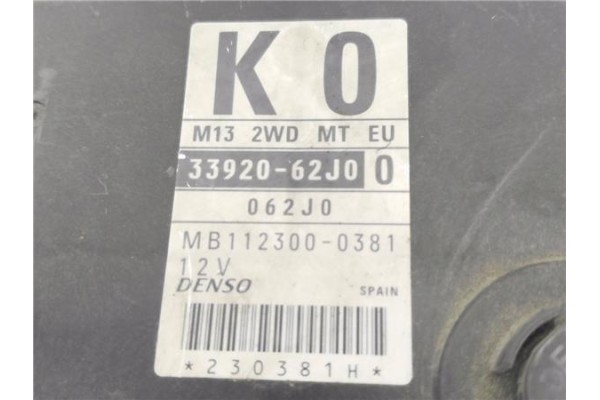 K 0
M13 2WD MT EU
33920-62J0 0
062J0
MB112300-0381
12V
DENSO SPAIN
*230381H*